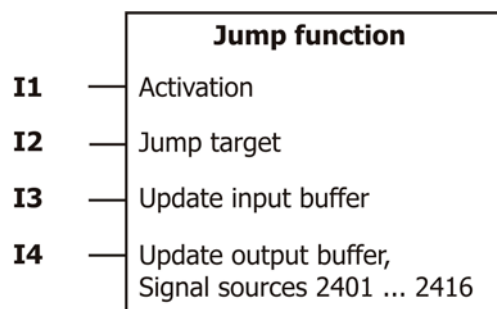 Jump function
I1 Activation
I2 Jump target
I3 Update input buffer
I4 Update output buffer,
Signal sources 2401 ... 2416